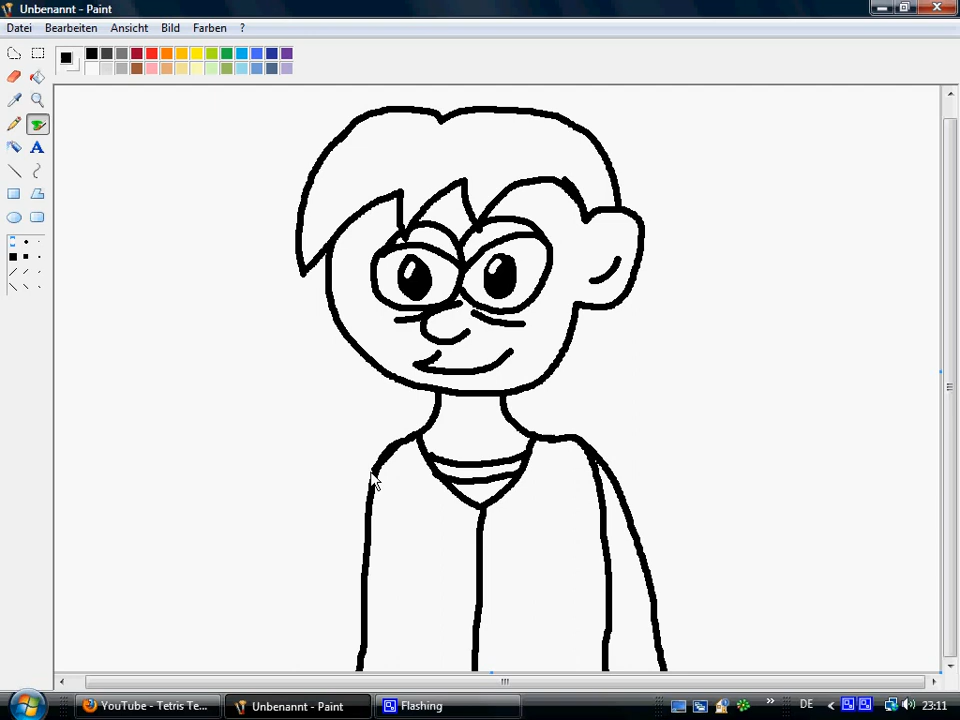 Unbenannt - Paint
Datei Bearbeiten Ansicht Bild Farben ?
YouTube - Tetris Te...
Unbenannt - Paint
Flashing
DE
23:11